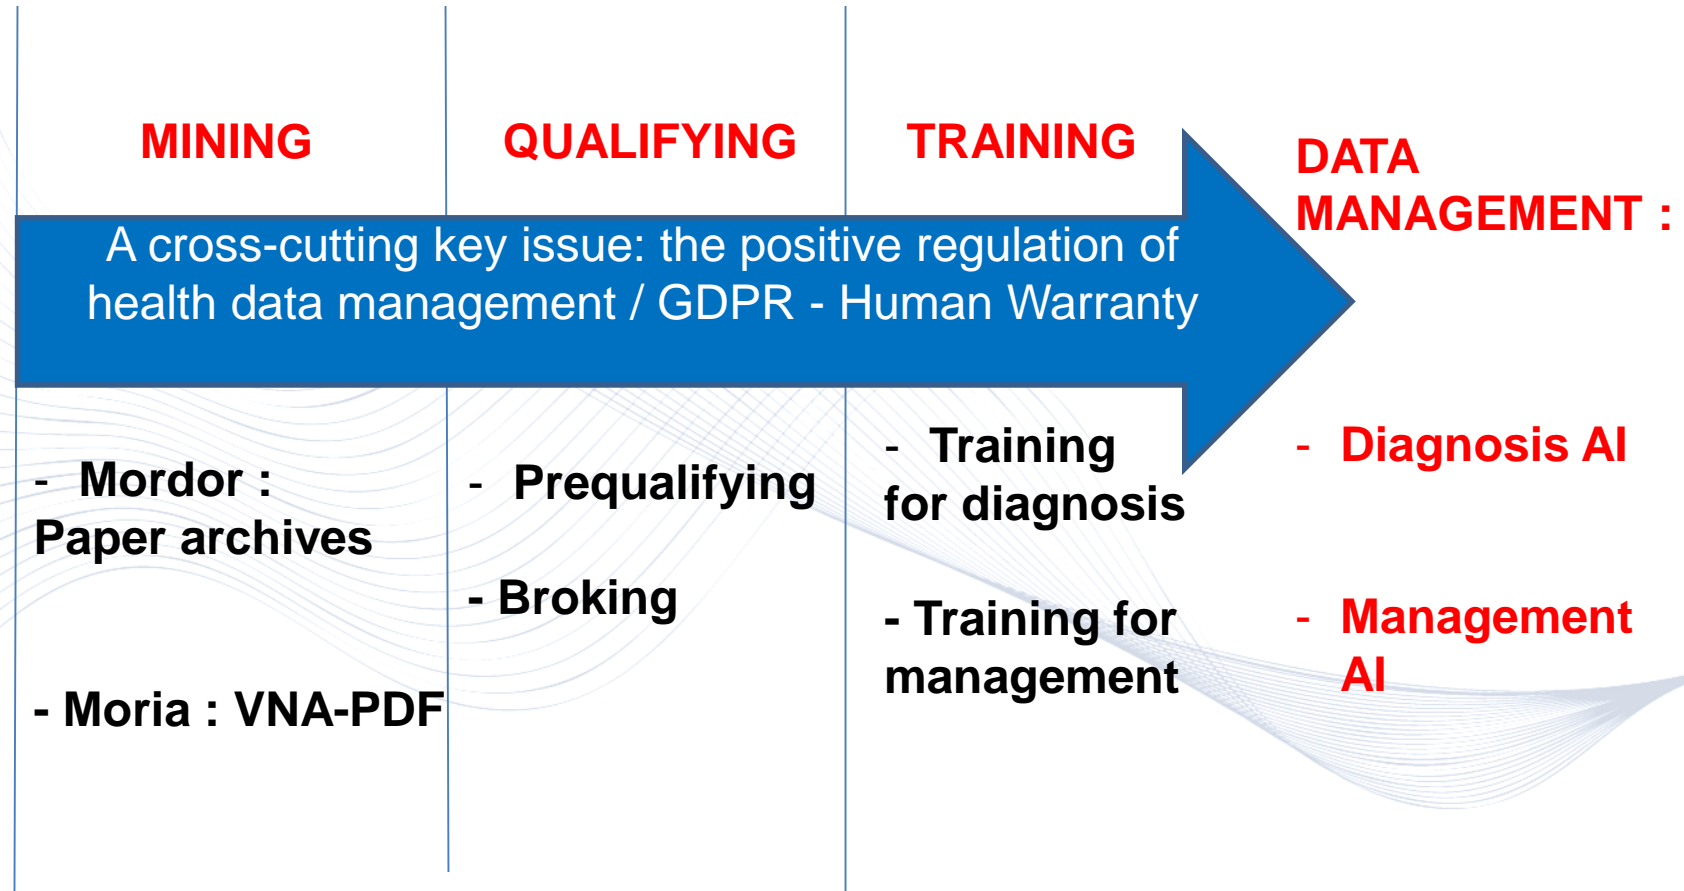 MINING
QUALIFYING
TRAINING
DATA
MANAGEMENT :
A cross-cutting key issue: the positive regulation of
health data management / GDPR - Human Warranty
- Mordor :
Paper archives
- Moria : VNA-PDF
- Prequalifying
- Broking
- Training
for diagnosis
- Training for
management
- Diagnosis AI
- Management
AI